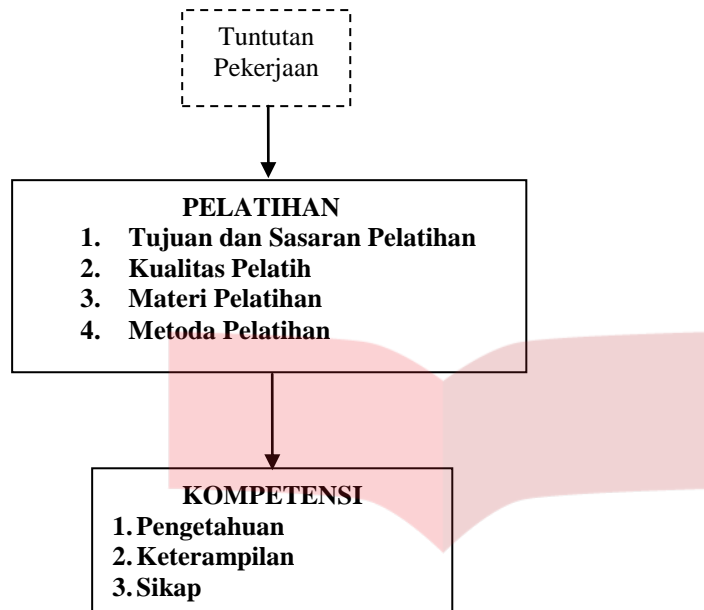 Tuntutan
Pekerjaan
PELATIHAN
1. Tujuan dan Sasaran Pelatihan
2. Kualitas Pelatih
3. Materi Pelatihan
4. Metoda Pelatihan
KOMPETENSI
1. Pengetahuan
2. Keterampilan
3. Sikap